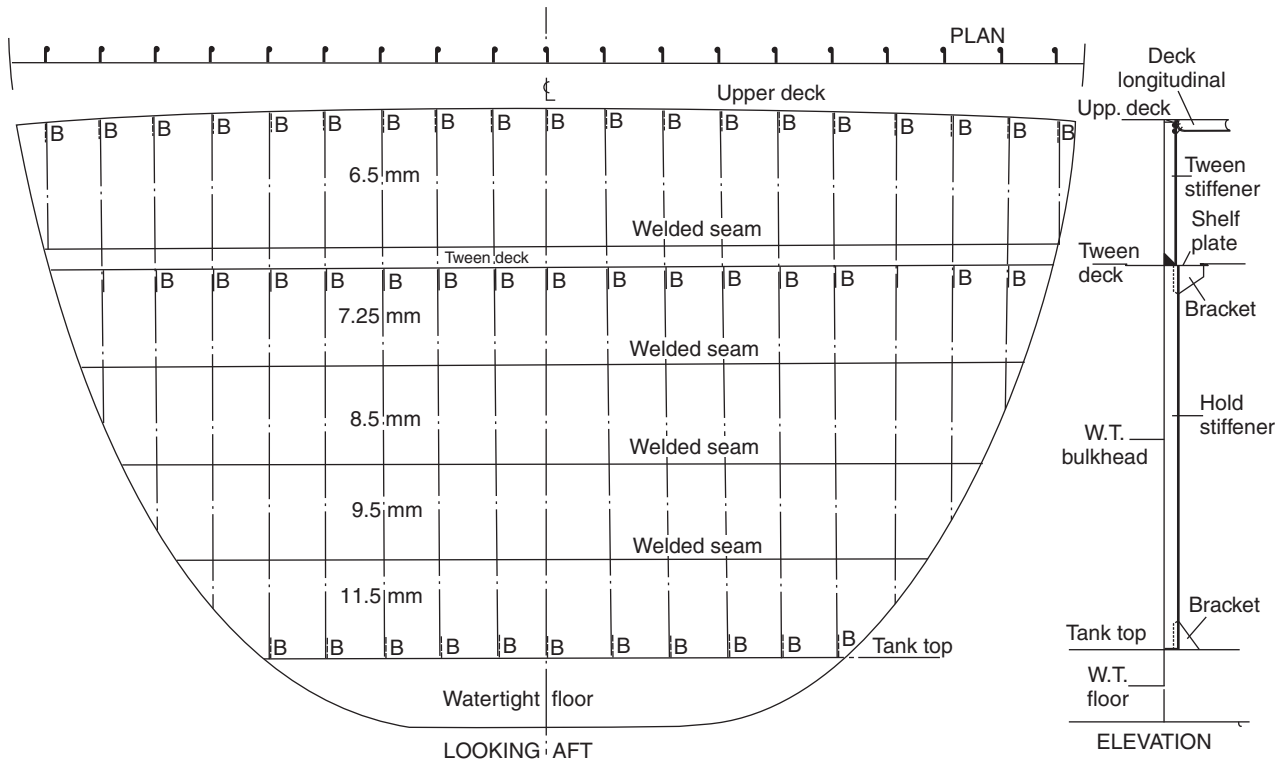 PLAN
℄
Upper deck
B B B B B B B B B B B B B B B B B B B
6.5 mm
Welded seam
Tween deck
B B B B B B B B B B B B B B B
7.25 mm
Welded seam
8.5 mm
Welded seam
9.5 mm
Welded seam
11.5 mm
B B B B B B B B B B B
Tank top
Watertight floor
LOOKING AFT
Deck
longitudinal
Upp. deck
Tween
stiffener
Shelf
plate
Tween
deck
Bracket
Hold
stiffener
W.T.
bulkhead
Bracket
Tank top
W.T.
floor
ELEVATION